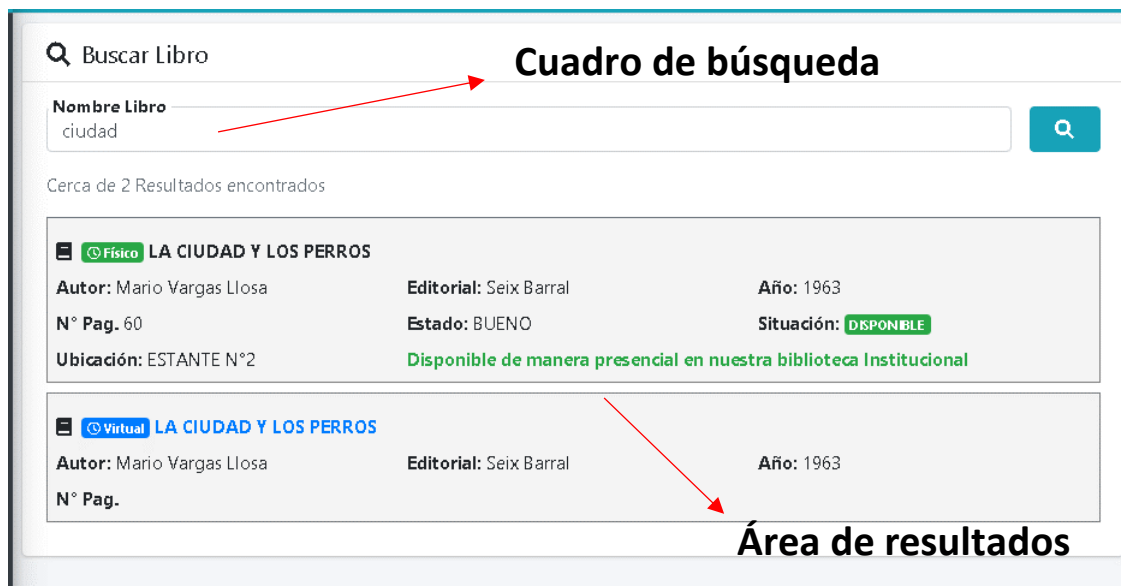 Buscar Libro
Cuadro de búsqueda
Nombre Libro
ciudad
Cerca de 2 Resultados encontrados
Físico LA CIUDAD Y LOS PERROS
Autor: Mario Vargas Llosa Editorial: Seix Barral Año: 1963
N° Pag. 60 Estado: BUENO Situación: DISPONIBLE
Ubicación: ESTANTE N°2 Disponible de manera presencial en nuestra biblioteca Institucional
Virtual LA CIUDAD Y LOS PERROS
Autor: Mario Vargas Llosa Editorial: Seix Barral Año: 1963
N° Pag.
Área de resultados